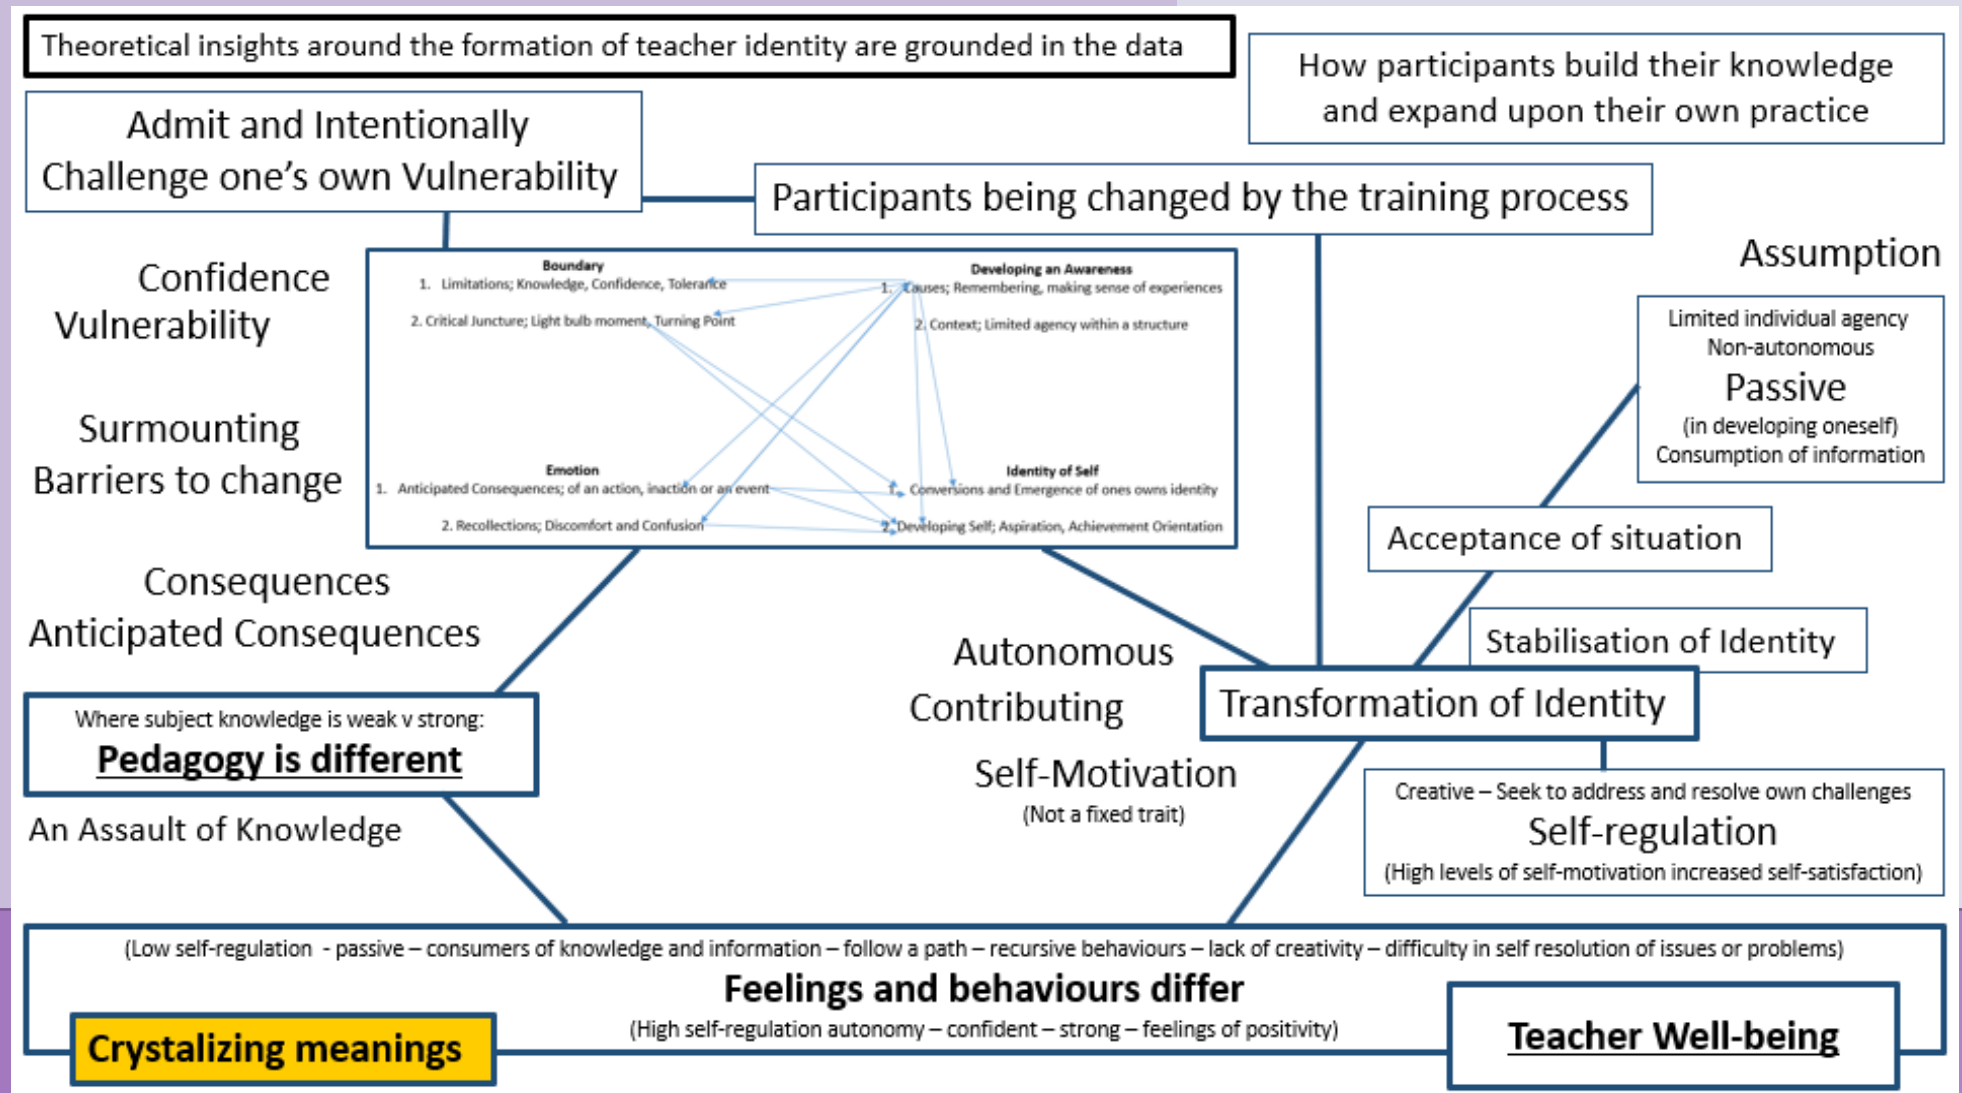 Theoretical insights around the formation of teacher identity are grounded in the data
How participants build their knowledge
and expand upon their own practice
Admit and Intentionally
Challenge one's own Vulnerability
Participants being changed by the training process
Confidence
Vulnerability
Surmounting
Barriers to change
Consequences
Anticipated Consequences
Boundary
1. Limitations; Knowledge, Confidence, Tolerance
2. Critical Juncture; Light bulb moment, Turning Point
Developing an Awareness
1. Causes; Remembering, making sense of experiences
2. Context; Limited agency within a structure
Emotion
1. Anticipated Consequences; of an action, inaction or an event
2. Recollections; Discomfort and Confusion
Identity of Self
1. Conversions and Emergence of ones owns identity
2. Developing Self; Aspiration, Achievement Orientation
Assumption
Limited individual agency
Non-autonomous
Passive
(in developing oneself)
Consumption of information
Acceptance of situation
Stabilisation of Identity
Transformation of Identity
Autonomous
Contributing
Self-Motivation
(Not a fixed trait)
Creative – Seek to address and resolve own challenges
Self-regulation
(High levels of self-motivation increased self-satisfaction)
Where subject knowledge is weak v strong:
Pedagogy is different
An Assault of Knowledge
(Low self-regulation - passive – consumers of knowledge and information – follow a path – recursive behaviours – lack of creativity – difficulty in self resolution of issues or problems)
Feelings and behaviours differ
(High self-regulation autonomy – confident – strong – feelings of positivity)
Crystalizing meanings
Teacher Well-being